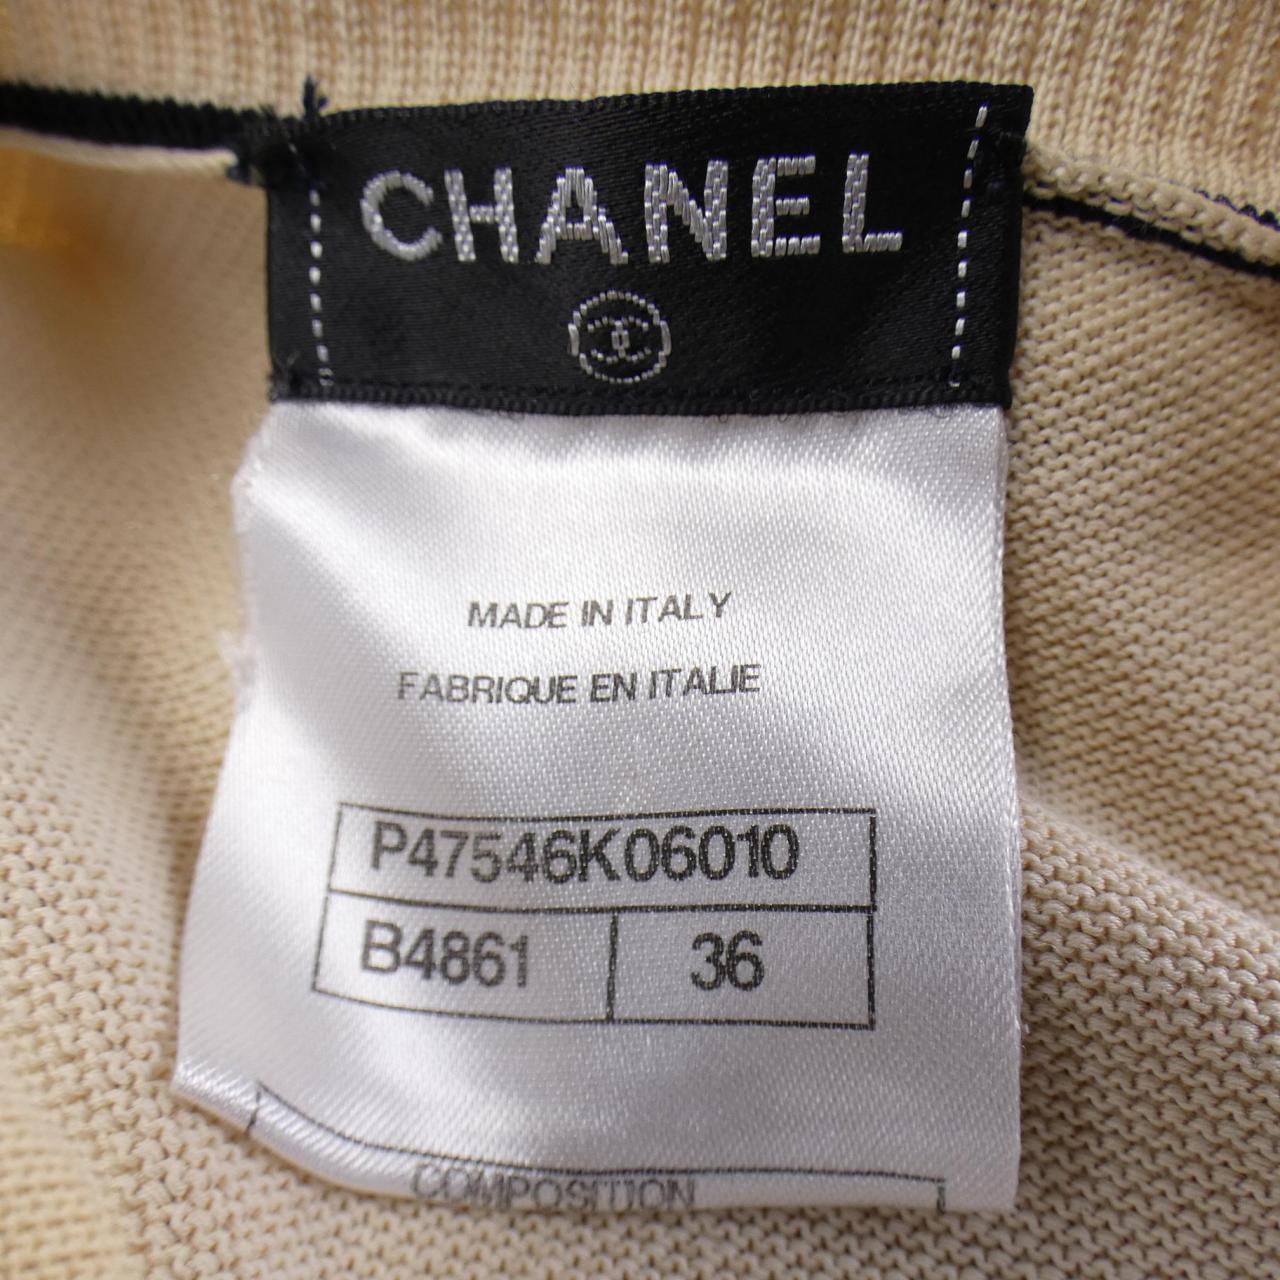 CHANEL
MADE IN ITALY
FABRIQUE EN ITALIE
P47546K06010
B4861 36
COMPOSITION